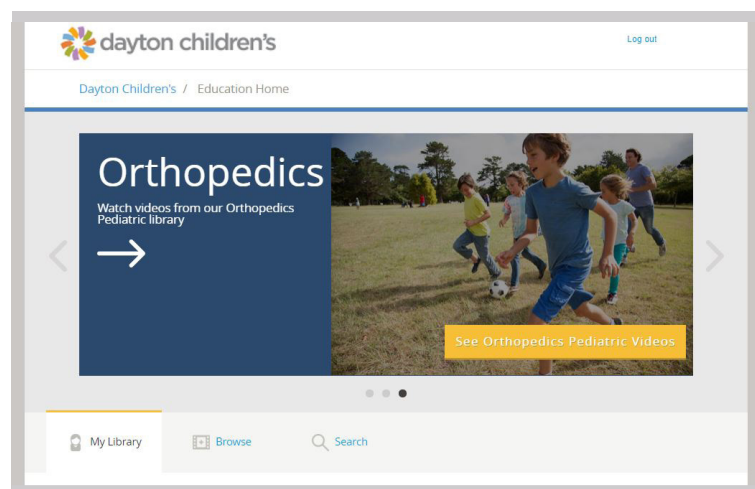 dayton children's
Log out
Dayton Children's / Education Home
Orthopedics
Watch videos from our Orthopedics
Pediatric library
See Orthopedics Pediatric Videos
My Library
Browse
Search